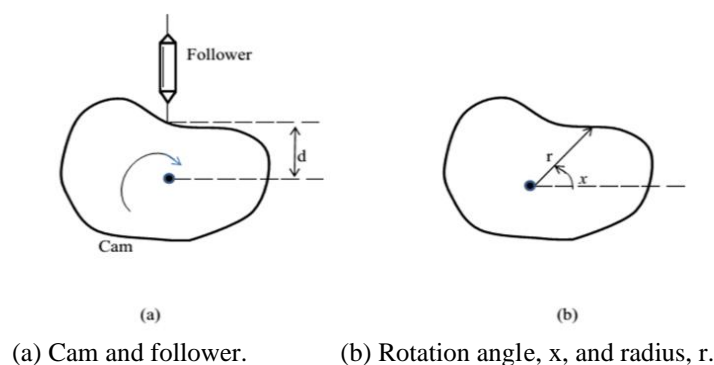 Follower
d
r
x
Cam
(a)
(b)
(a) Cam and follower.
(b) Rotation angle, x, and radius, r.